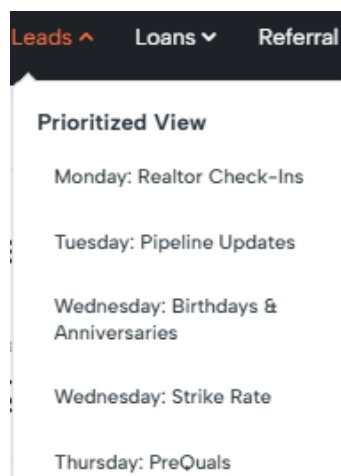 Leads Loans Referral
Prioritized View
Monday: Realtor Check-Ins
Tuesday: Pipeline Updates
Wednesday: Birthdays &
Anniversaries
Wednesday: Strike Rate
Thursday: PreQuals